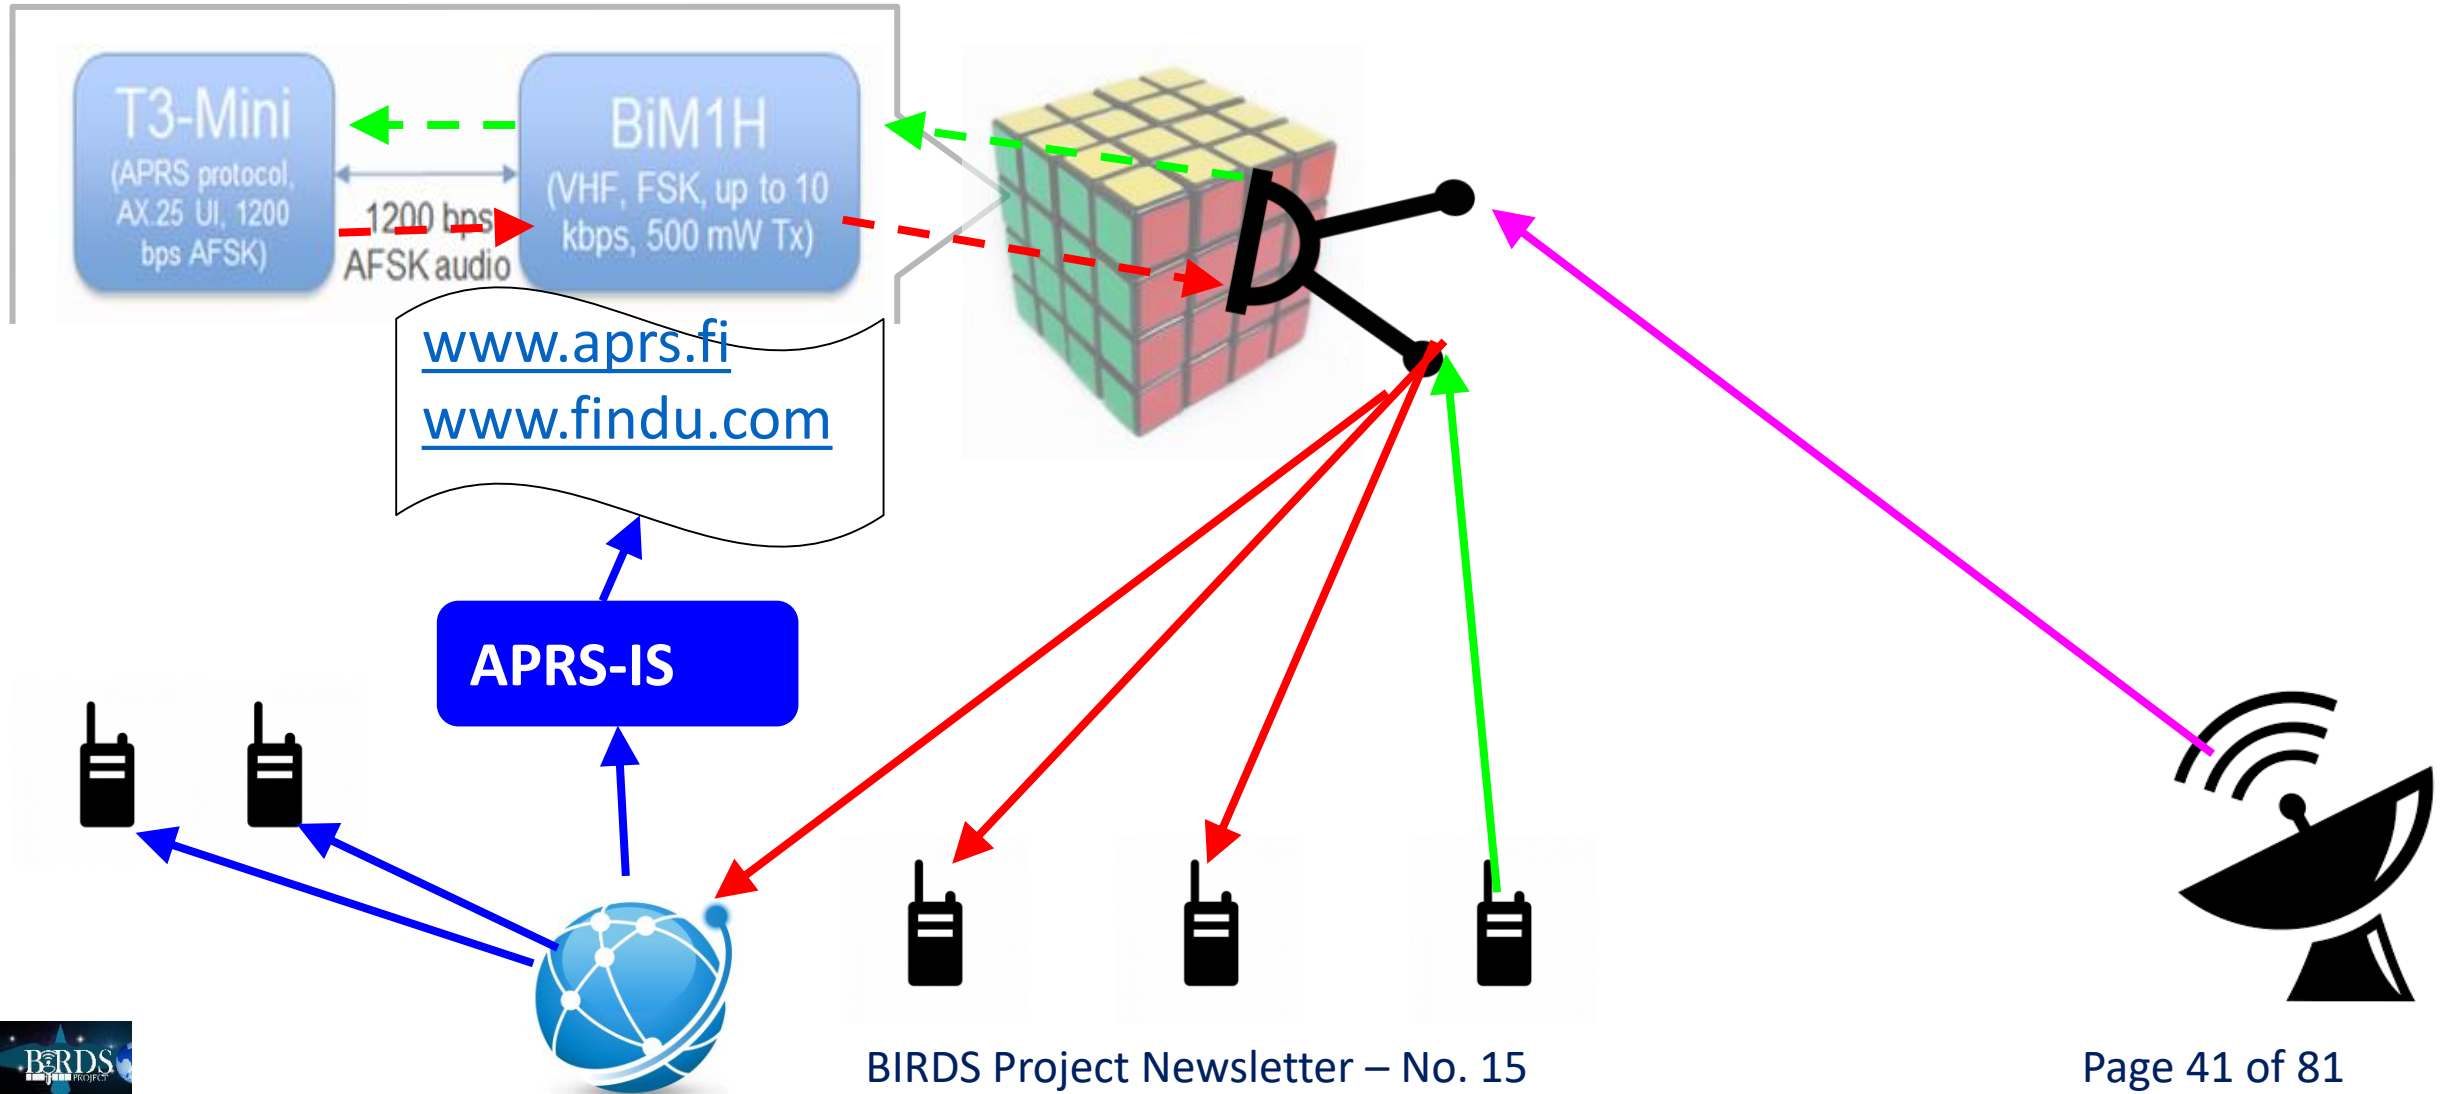 T3-Mini
(APRS protocol,
AX.25 UI, 1200
bps AFSK)
1200 bps
AFSK audio
BiM1H
(VHF, FSK, up to 10
kbps, 500 mW Tx)
www.aprs.fi
www.findu.com
APRS-IS
BIRDS
PROJECT
BIRDS Project Newsletter – No. 15
Page 41 of 81